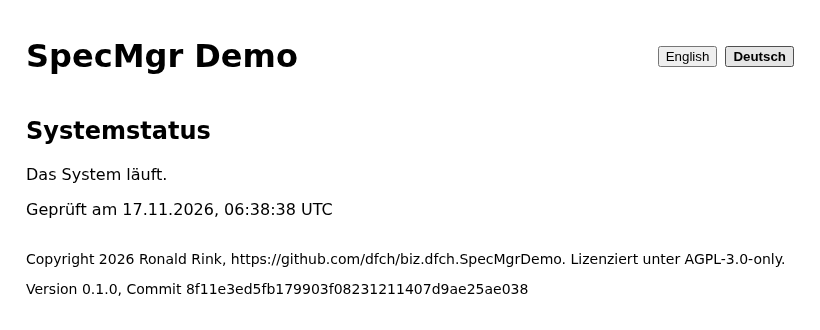 SpecMgr Demo
English Deutsch
Systemstatus
Das System läuft.
Geprüft am 17.11.2026, 06:38:38 UTC
Copyright 2026 Ronald Rink, https://github.com/dfch/biz.dfch.SpecMgrDemo. Lizenziert unter AGPL-3.0-only.
Version 0.1.0, Commit 8f11e3ed5fb179903f08231211407d9ae25ae038